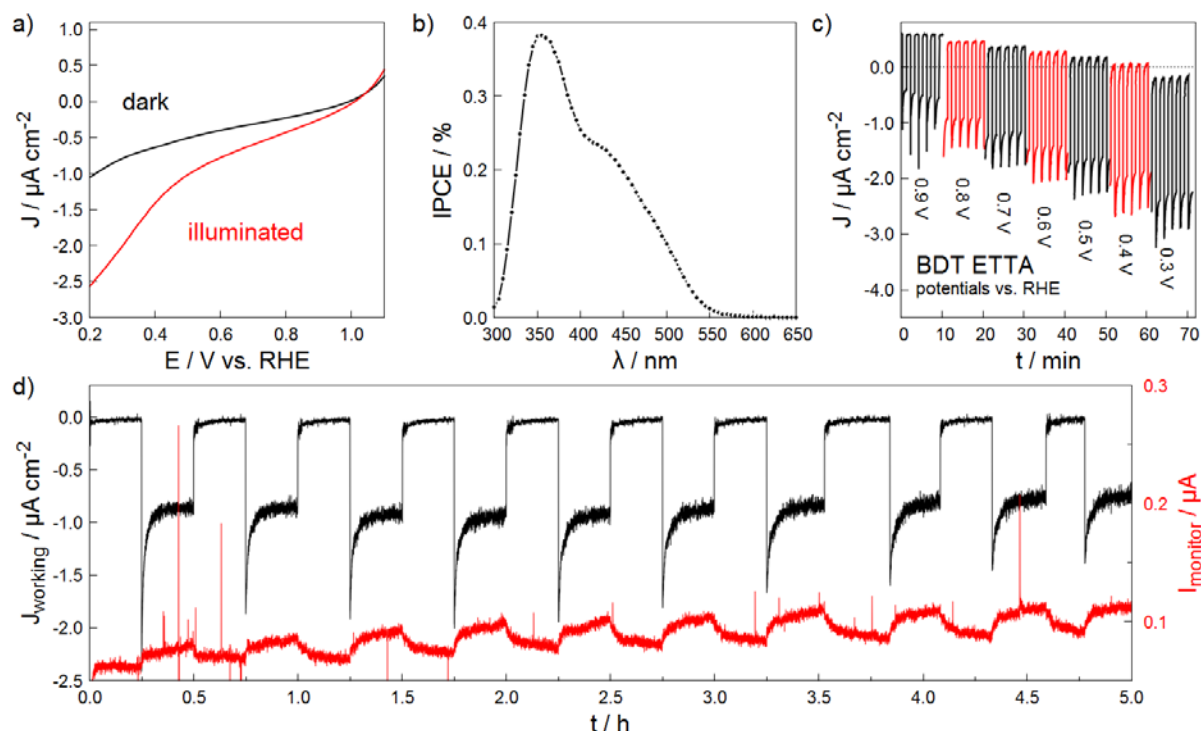 a)
1.0
0.5
0.0
-0.5
-1.0
-1.5
-2.0
-2.5
-3.0
J / µA cm⁻²
dark
illuminated
0.2 0.4 0.6 0.8 1.0
E / V vs. RHE
b)
0.4
0.3
0.2
0.1
0.0
IPCE / %
300 350 400 450 500 550 600 650
λ / nm
c)
0.0
-1.0
-2.0
-3.0
-4.0
J / µA cm⁻²
0.9 V
0.8 V
0.7 V
0.6 V
0.5 V
0.4 V
0.3 V
BDT ETTA
potentials vs. RHE
0 10 20 30 40 50 60 70
t / min
d)
0.0
-0.5
-1.0
-1.5
-2.0
-2.5
J working / µA cm⁻²
0.3
0.2
0.1
I monitor / µA
0.0 0.5 1.0 1.5 2.0 2.5 3.0 3.5 4.0 4.5 5.0
t / h